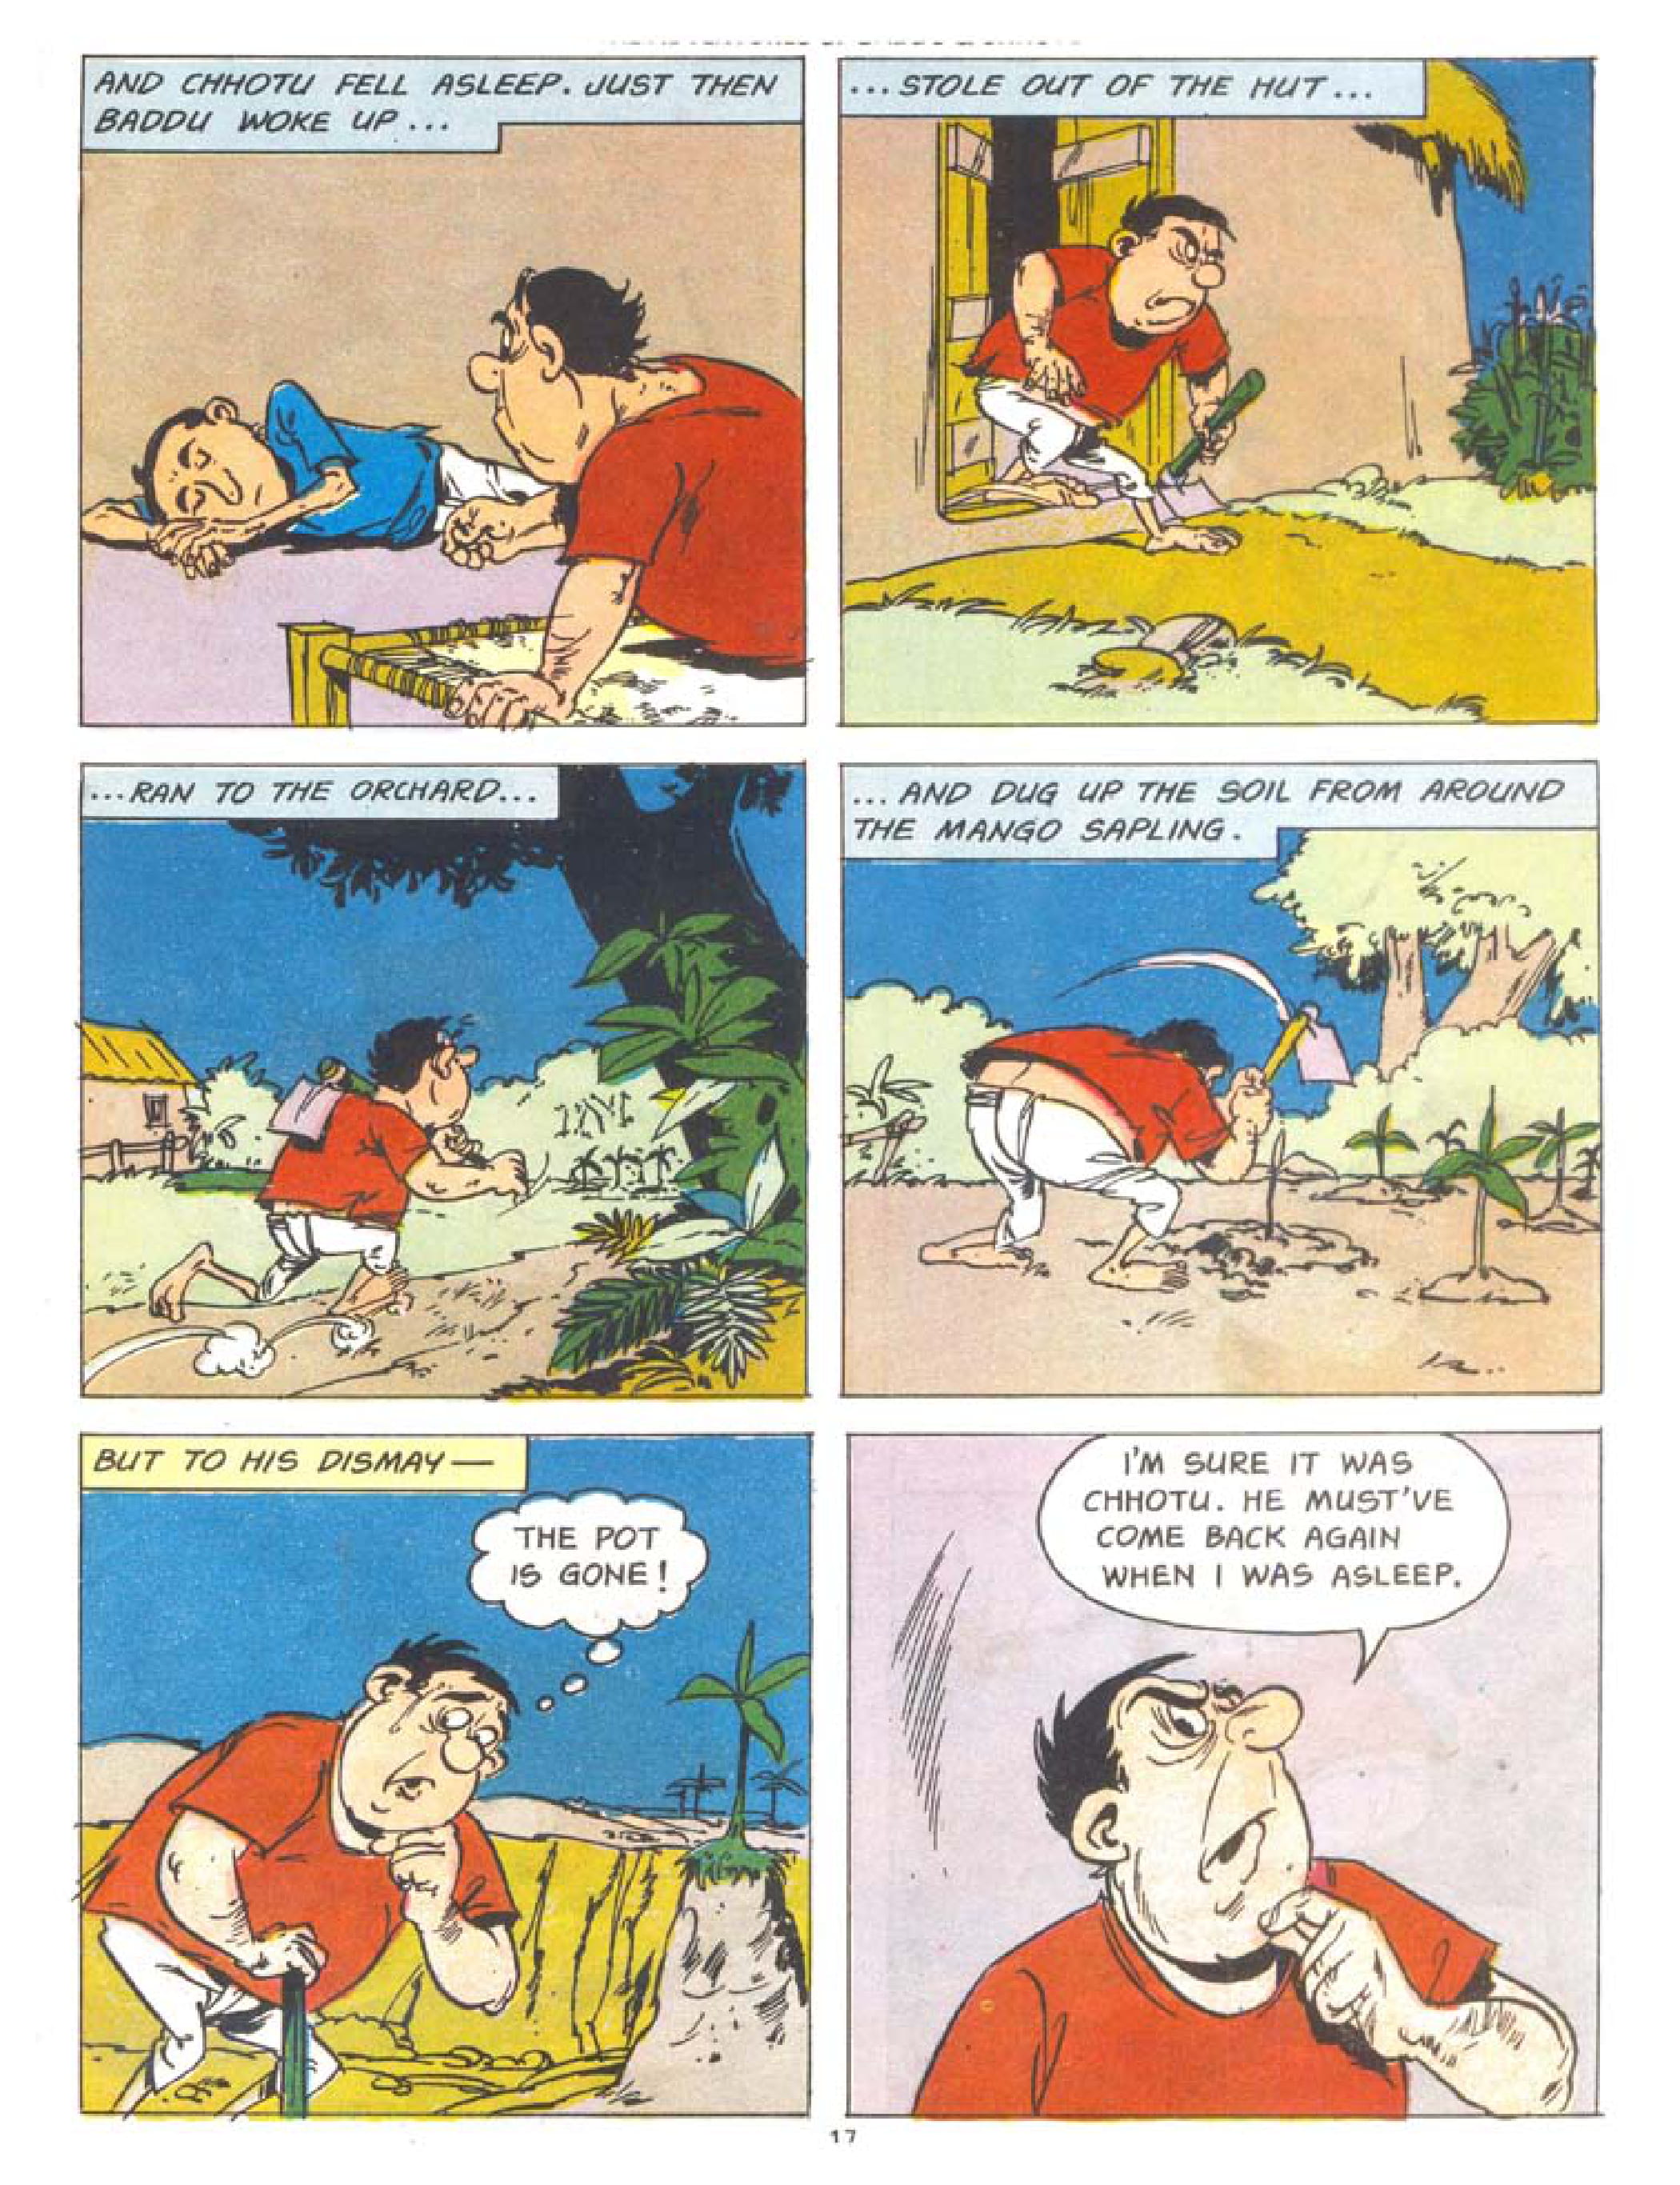 AND CHHOTU FELL ASLEEP. JUST THEN
BADDU WOKE UP...
...STOLE OUT OF THE HUT...
...RAN TO THE ORCHARD...
... AND DUG UP THE SOIL FROM AROUND
THE MANGO SAPLING.
BUT TO HIS DISMAY—
THE POT
IS GONE!
I'M SURE IT WAS
CHHOTU. HE MUST'VE
COME BACK AGAIN
WHEN I WAS ASLEEP.
17